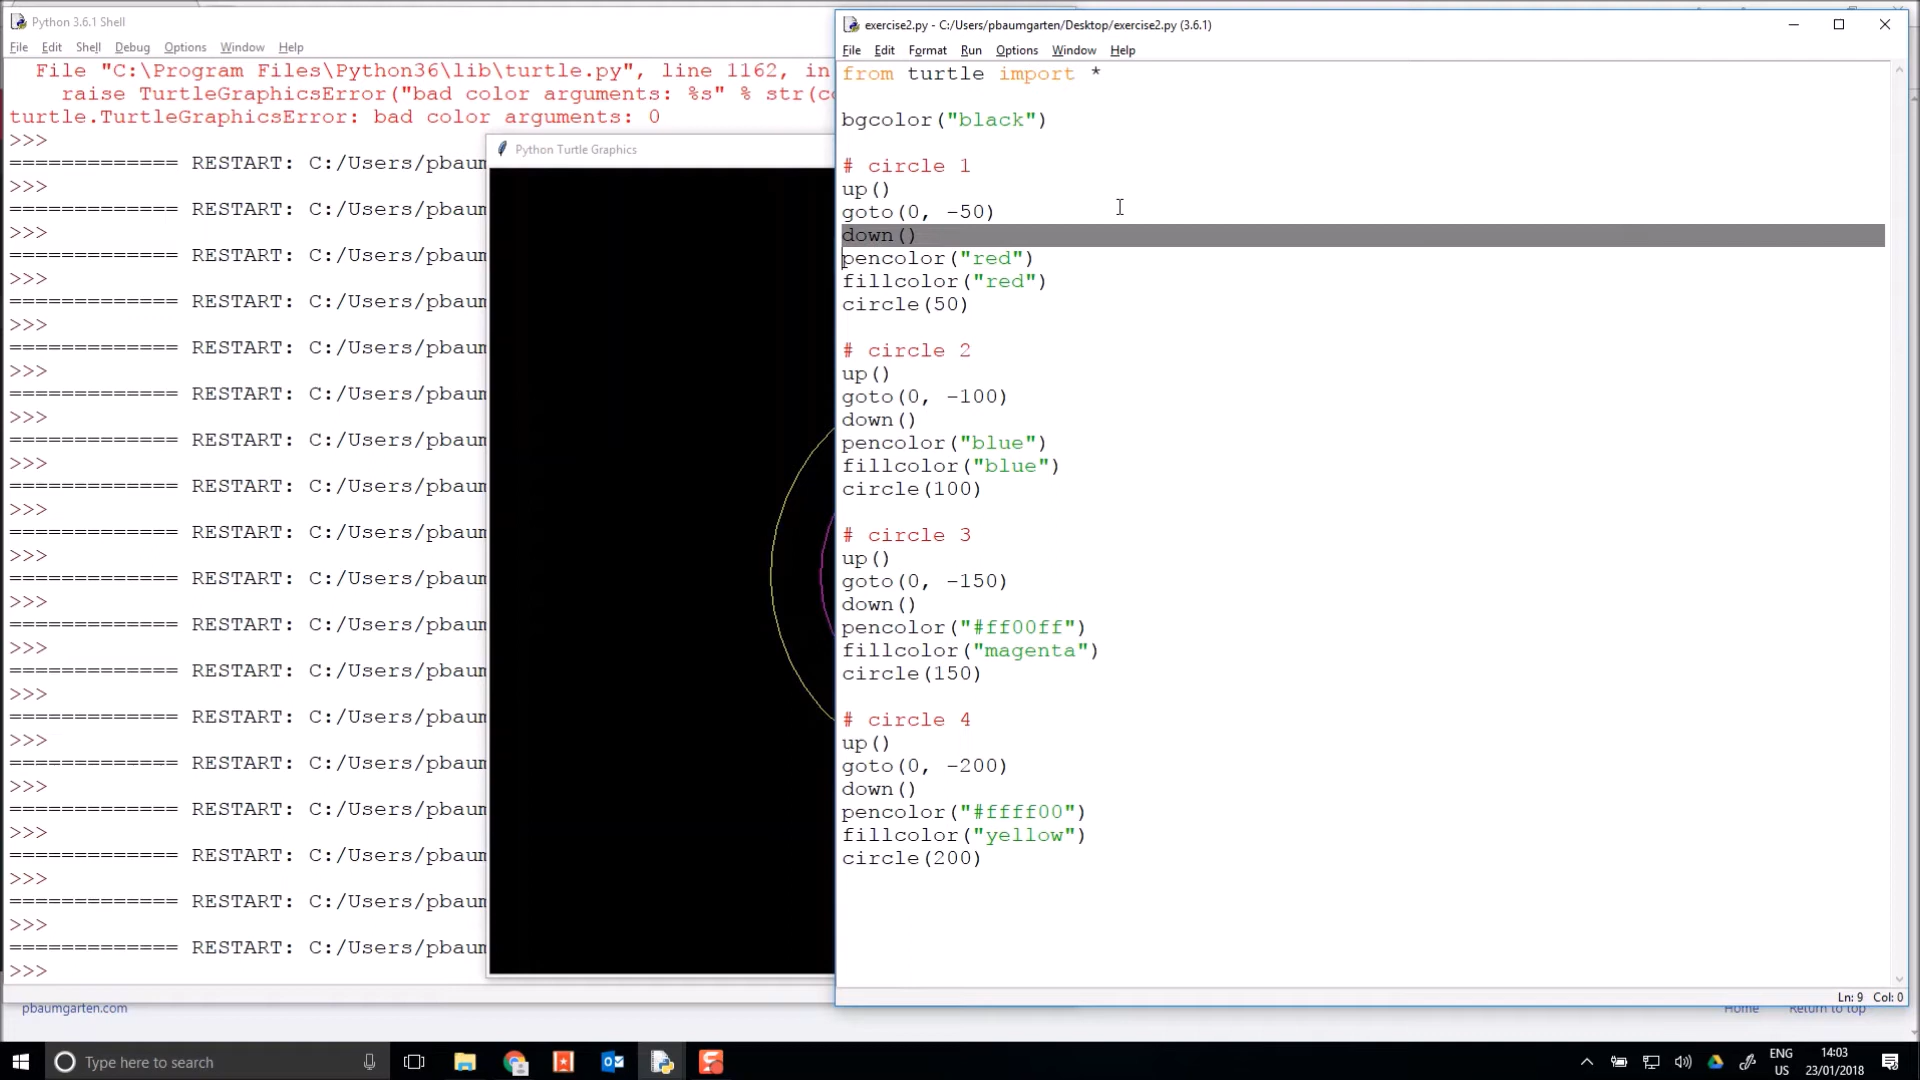 Python 3.6.1 Shell
File Edit Shell Debug Options Window Help
File "C:\Program Files\Python36\lib\turtle.py", line 1162, in
raise TurtleGraphicsError("bad color arguments: %s" % str(co
turtle.TurtleGraphicsError: bad color arguments: 0
>>>
============= RESTART: C:/Users/pbaum
>>>
============= RESTART: C:/Users/pbaum
>>>
============= RESTART: C:/Users/pbaum
>>>
============= RESTART: C:/Users/pbaum
>>>
============= RESTART: C:/Users/pbaum
>>>
============= RESTART: C:/Users/pbaum
>>>
============= RESTART: C:/Users/pbaum
>>>
============= RESTART: C:/Users/pbaum
>>>
============= RESTART: C:/Users/pbaum
>>>
============= RESTART: C:/Users/pbaum
>>>
============= RESTART: C:/Users/pbaum
>>>
============= RESTART: C:/Users/pbaum
>>>
============= RESTART: C:/Users/pbaum
>>>
============= RESTART: C:/Users/pbaum
>>>
============= RESTART: C:/Users/pbaum
>>>
============= RESTART: C:/Users/pbaum
>>>
============= RESTART: C:/Users/pbaum
>>>
============= RESTART: C:/Users/pbaum
>>>
pbaumgarten.com
Python Turtle Graphics
exercise2.py - C:/Users/pbaumgarten/Desktop/exercise2.py (3.6.1)
File Edit Format Run Options Window Help
from turtle import *
bgcolor("black")
# circle 1
up()
goto(0, -50)
down()
pencolor("red")
fillcolor("red")
circle(50)
# circle 2
up()
goto(0, -100)
down()
pencolor("blue")
fillcolor("blue")
circle(100)
# circle 3
up()
goto(0, -150)
down()
pencolor("#ff00ff")
fillcolor("magenta")
circle(150)
# circle 4
up()
goto(0, -200)
down()
pencolor("#ffff00")
fillcolor("yellow")
circle(200)
Ln: 9 Col: 0
Home Return to top
Type here to search
ENG
US
14:03
23/01/2018